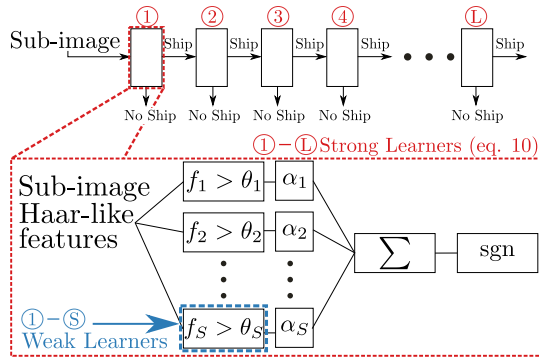 ① ② ③ ④ Ⓛ
Sub-image Ship Ship Ship Ship Ship
No Ship No Ship No Ship No Ship No Ship
①−Ⓛ Strong Learners (eq. 10)
Sub-image
Haar-like
features
f₁ > θ₁ α₁
f₂ > θ₂ α₂
∑ sgn
①−Ⓢ
Weak Learners
f_S > θ_S α_S